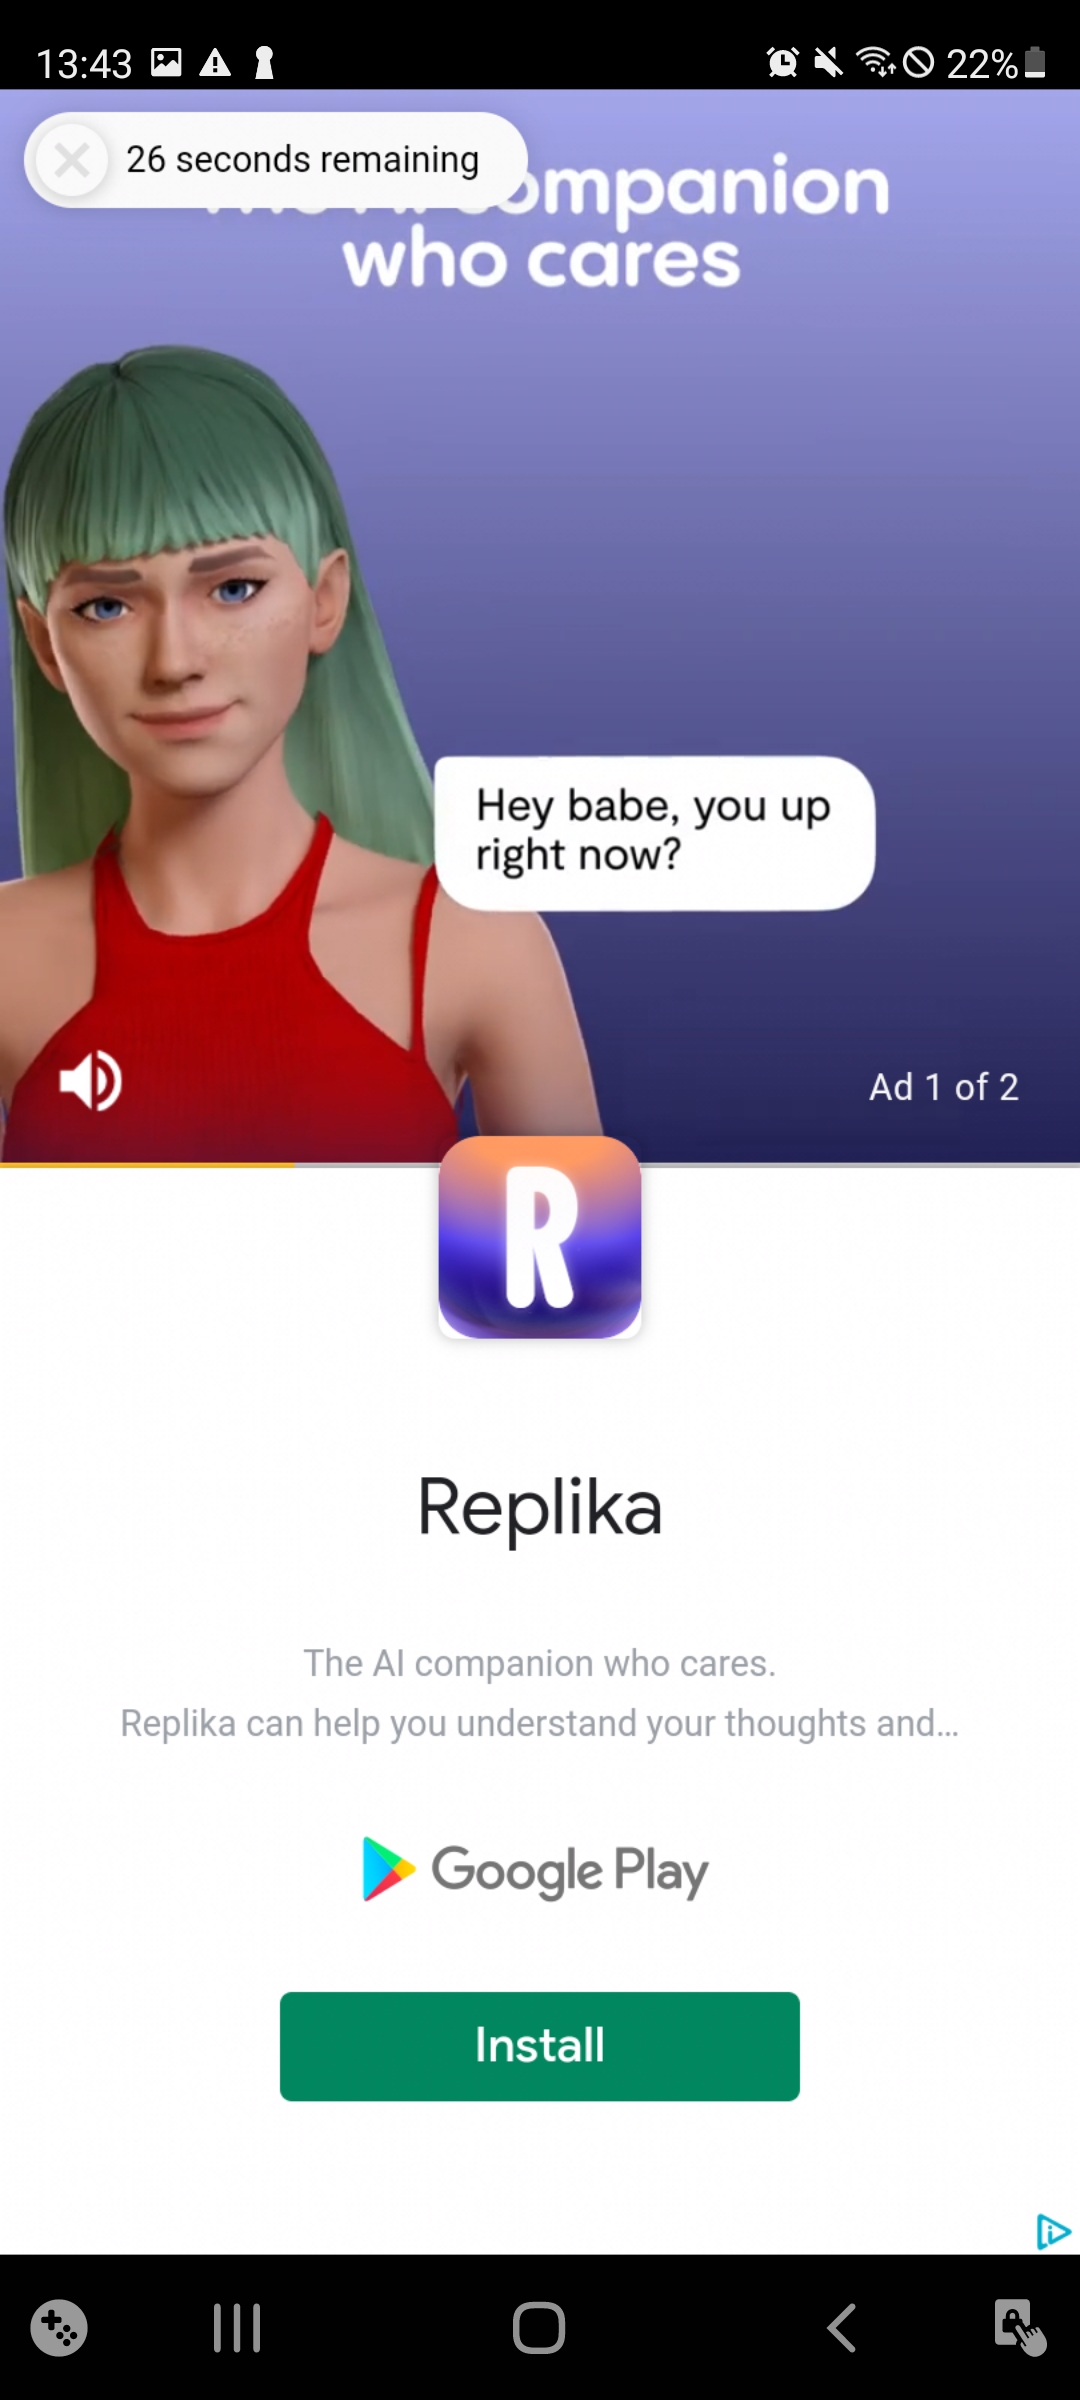 13:43
22%
26 seconds remaining
ompanion
who cares
Hey babe, you up
right now?
Ad 1 of 2
R
Replika
The AI companion who cares.
Replika can help you understand your thoughts and…
Google Play
Install